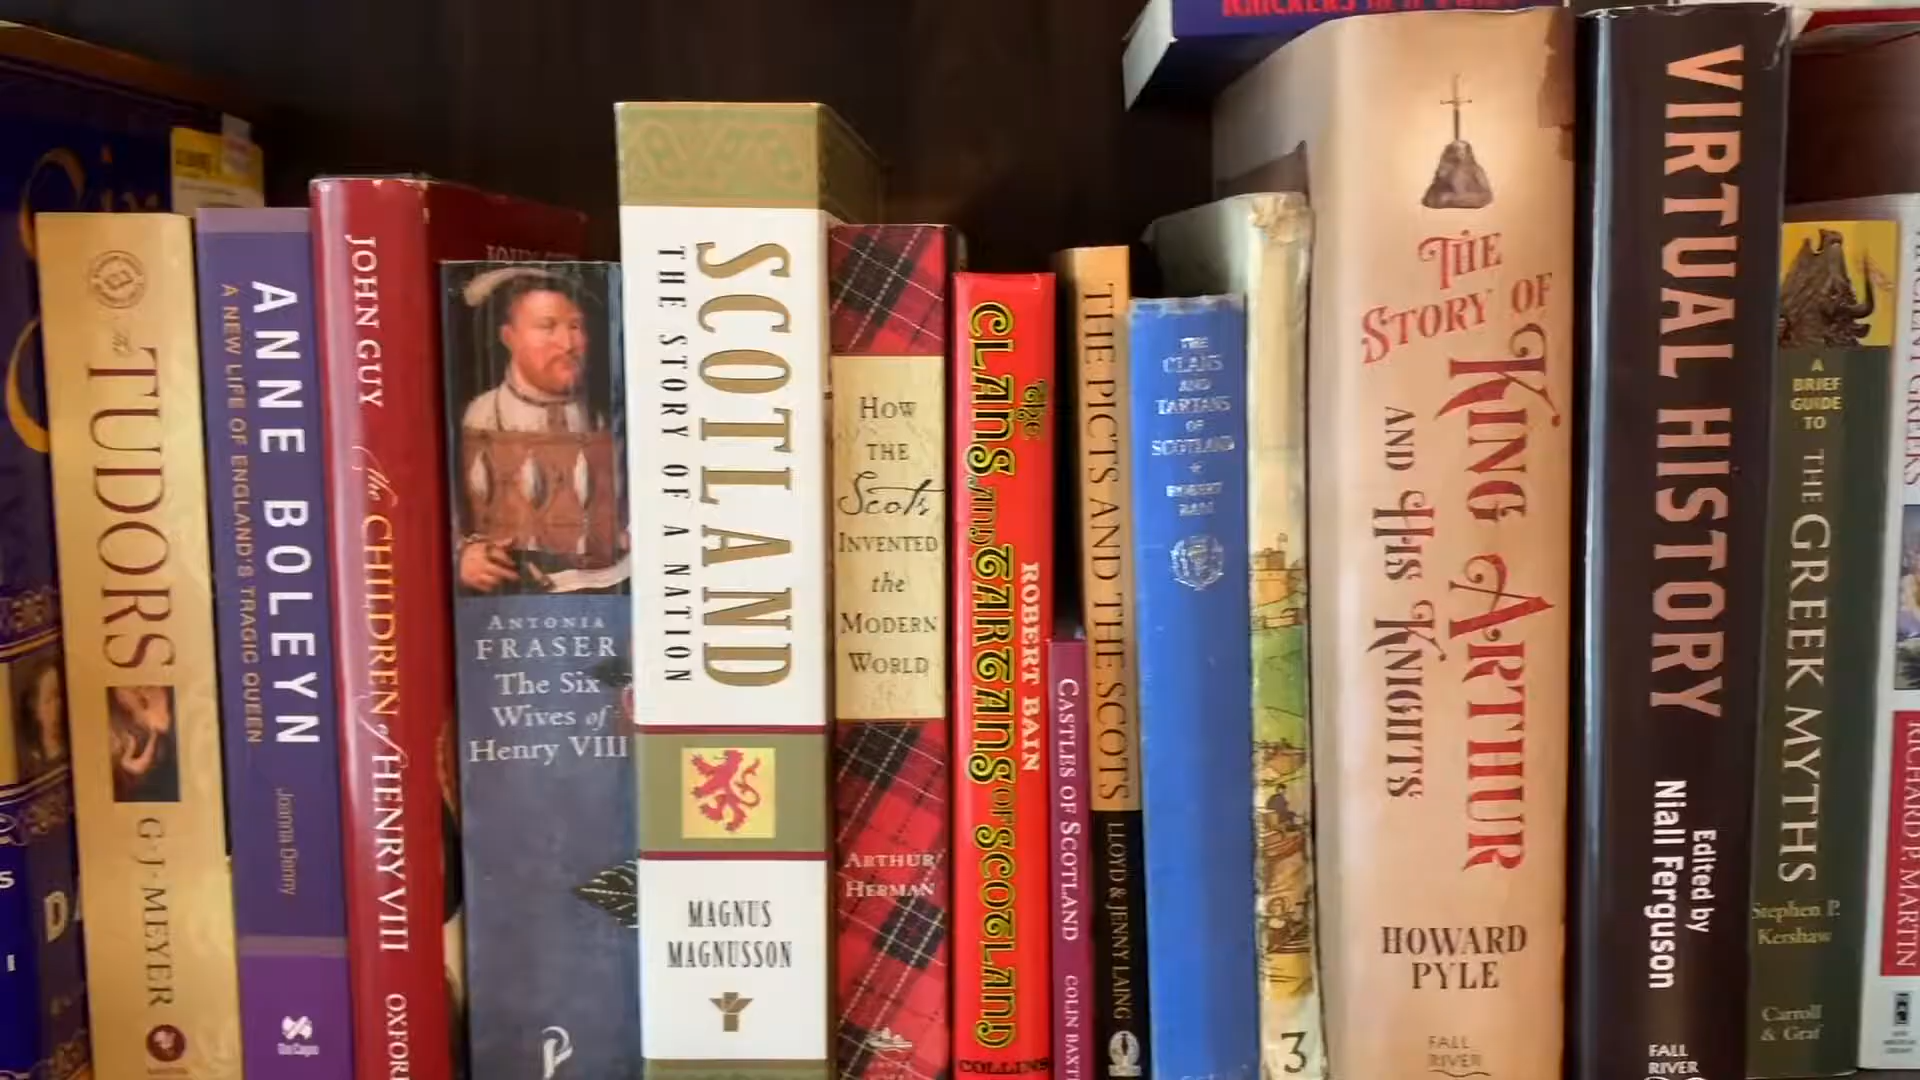 The
TUDORS
G·J·MEYER
ANNE BOLEYN
A NEW LIFE OF ENGLAND'S TRAGIC QUEEN
Joanna Denny
Da Capo
JOHN GUY
The CHILDREN of HENRY VIII
OXFORD
ANTONIA
FRASER
The Six
Wives of
Henry VIII
SCOTLAND
THE STORY OF A NATION
MAGNUS
MAGNUSSON
HOW
THE
Scots
INVENTED
the
MODERN
WORLD
ARTHUR
HERMAN
The
CLANS AND TARTANS OF SCOTLAND
ROBERT BAIN
COLLINS
CASTLES OF SCOTLAND
COLIN BAXT
THE PICTS AND THE SCOTS
LLOYD & JENNY LAING
THE
CLANS
AND
TARTANS
OF
SCOTLAND
ROBERT
BAIN
3
THE
STORY OF
KING ARTHUR
AND HIS KNIGHTS
HOWARD
PYLE
FALL
RIVER
VIRTUAL HISTORY
Edited by
Niall Ferguson
FALL
RIVER
A
BRIEF
GUIDE
TO
THE GREEK MYTHS
Stephen P.
Kershaw
Carroll
& Graf
GREEKS
RICHARD P. MARTIN